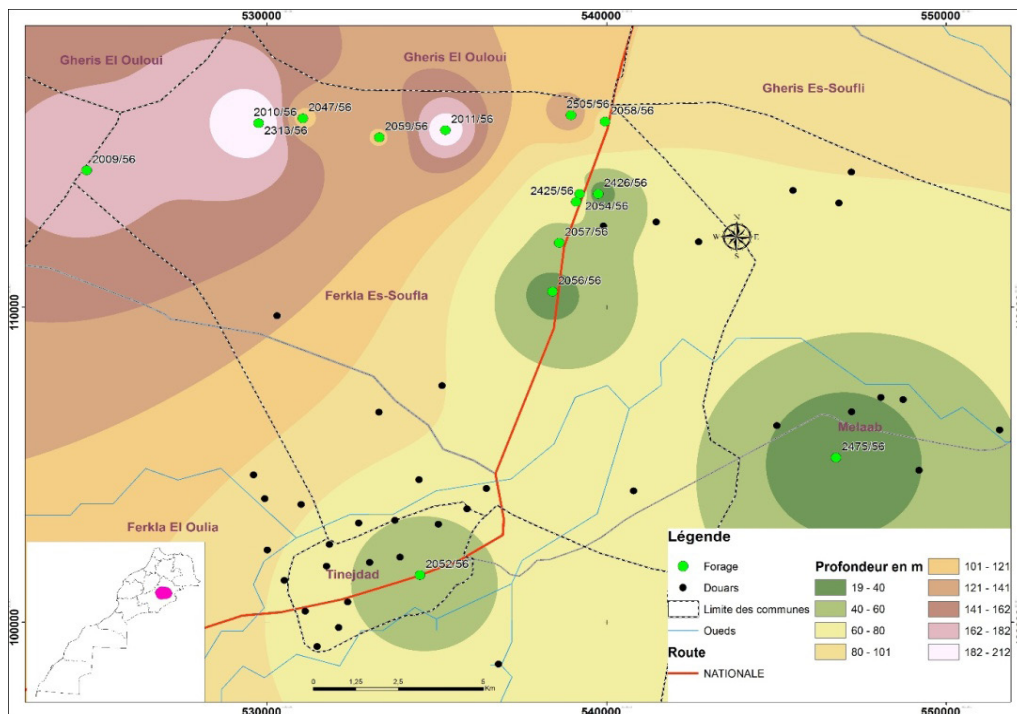 530000
540000
550000
Gheris El Ouloui
Gheris El Ouloui
Gheris Es-Soufli
2010/56
2047/56
2313/56
2059/56
2011/56
2505/56
2058/56
2009/56
2425/56
2426/56
2054/56
N
W
E
S
2057/56
2056/56
Ferkla Es-Soufla
110000
Melaab
2475/56
Ferkla El Oulia
Tinejdad
2052/56
100000
0
1,25
2,5
5
Km
Légende
Forage
Douars
Limite des communes
Oueds
Route
NATIONALE
Profondeur en m
19 - 40
40 - 60
60 - 80
80 - 101
101 - 121
121 - 141
141 - 162
162 - 182
182 - 212
530000
540000
550000